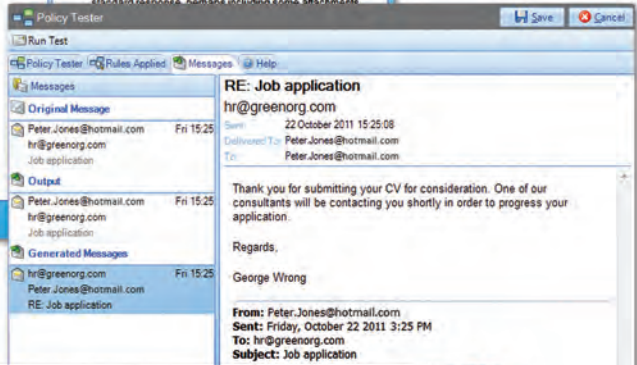 Policy Tester
Save
Cancel
Run Test
Policy Tester
Rules Applied
Messages
Help
Messages
Original Message
Peter.Jones@hotmail.com Fri 15:25
hr@greenorg.com
Job application
Output
Peter.Jones@hotmail.com Fri 15:25
hr@greenorg.com
Job application
Generated Messages
hr@greenorg.com Fri 15:25
Peter.Jones@hotmail.com
RE: Job application
RE: Job application
hr@greenorg.com
Sent: 22 October 2011 15:25:08
Delivered To: Peter.Jones@hotmail.com
To: Peter.Jones@hotmail.com
Thank you for submitting your CV for consideration. One of our
consultants will be contacting you shortly in order to progress your
application.
Regards,
George Wrong
From: Peter.Jones@hotmail.com
Sent: Friday, October 22 2011 3:25 PM
To: hr@greenorg.com
Subject: Job application